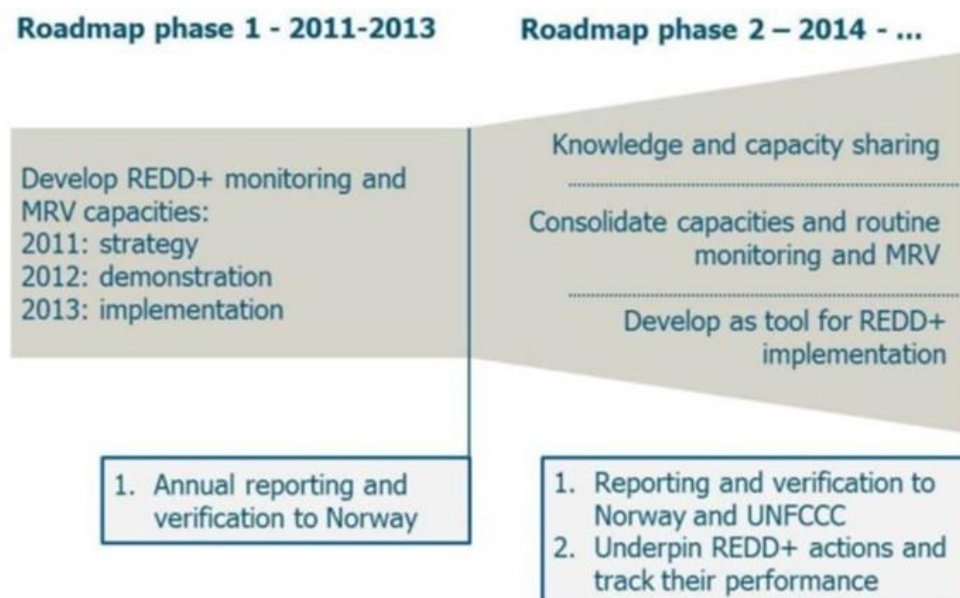 Roadmap phase 1 - 2011-2013
Develop REDD+ monitoring and
MRV capacities:
2011: strategy
2012: demonstration
2013: implementation
1. Annual reporting and
verification to Norway
Roadmap phase 2 – 2014 - ...
Knowledge and capacity sharing
Consolidate capacities and routine
monitoring and MRV
Develop as tool for REDD+
implementation
1. Reporting and verification to
Norway and UNFCCC
2. Underpin REDD+ actions and
track their performance